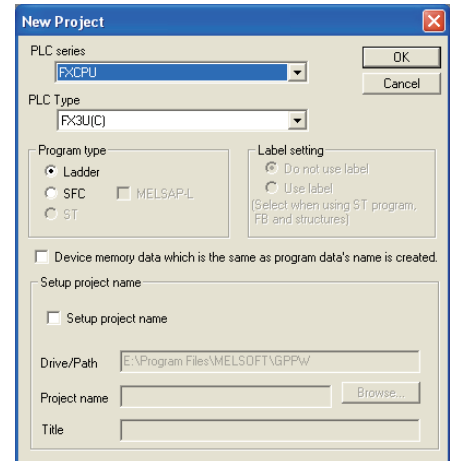 New Project
PLC series
OK
FXCPU
Cancel
PLC Type
FX3U(C)
Program type
Label setting
Ladder
Do not use label
SFC
MELSAP-L
Use label
ST
(Select when using ST program,
FB and structures)
Device memory data which is the same as program data's name is created.
Setup project name
Setup project name
Drive/Path
E:\Program Files\MELSOFT\GPPW
Project name
Browse...
Title